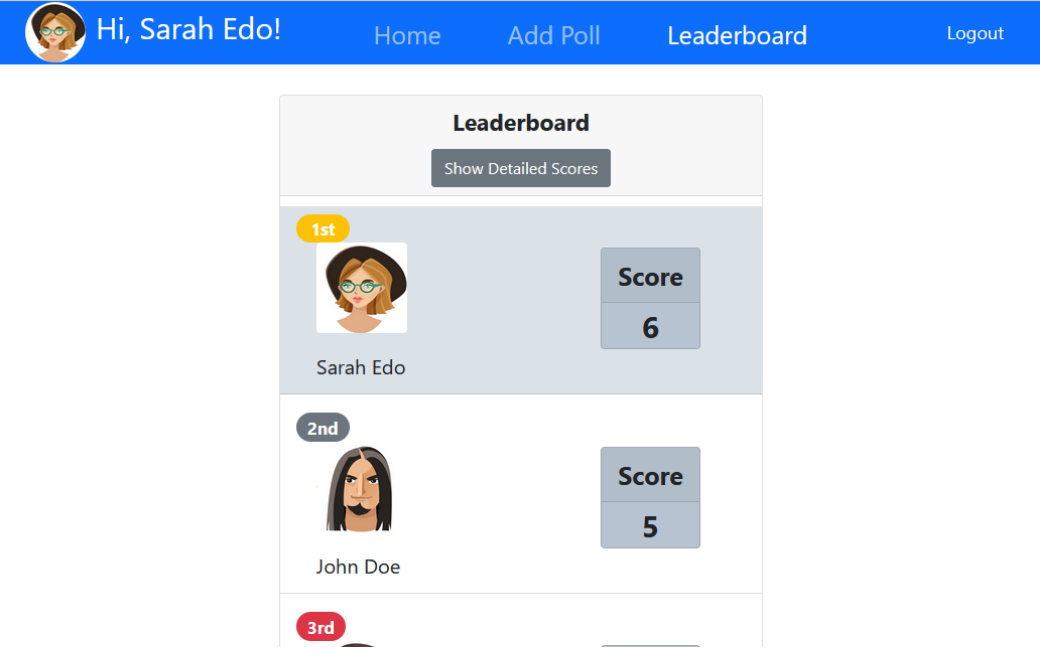 Hi, Sarah Edo! Home Add Poll Leaderboard Logout
Leaderboard
Show Detailed Scores
1st
Score
6
Sarah Edo
2nd
Score
5
John Doe
3rd